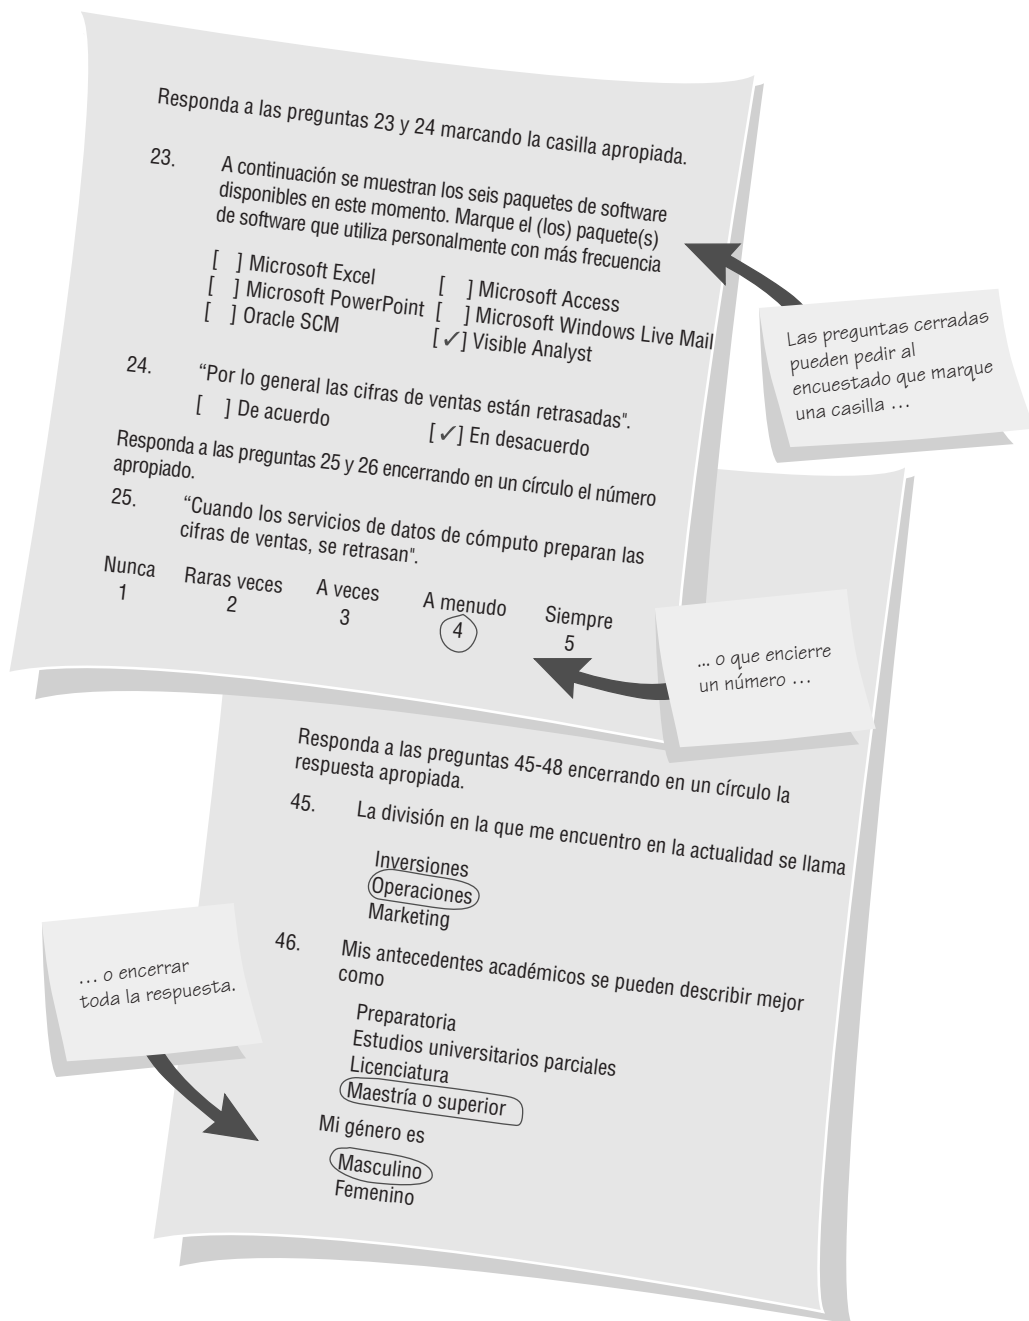 Responda a las preguntas 23 y 24 marcando la casilla apropiada.
23. A continuación se muestran los seis paquetes de software
disponibles en este momento. Marque el (los) paquete(s)
de software que utiliza personalmente con más frecuencia
[ ] Microsoft Excel [ ] Microsoft Access
[ ] Microsoft PowerPoint [ ] Microsoft Windows Live Mail
[ ] Oracle SCM [✓] Visible Analyst
24. “Por lo general las cifras de ventas están retrasadas".
[ ] De acuerdo [✓] En desacuerdo
Responda a las preguntas 25 y 26 encerrando en un círculo el número
apropiado.
25. “Cuando los servicios de datos de cómputo preparan las
cifras de ventas, se retrasan".
Nunca Raras veces A veces A menudo Siempre
1 2 3 4 5
Las preguntas cerradas
pueden pedir al
encuestado que marque
una casilla …
... o que encierre
un número …
Responda a las preguntas 45-48 encerrando en un círculo la
respuesta apropiada.
45. La división en la que me encuentro en la actualidad se llama
Inversiones
Operaciones
Marketing
46. Mis antecedentes académicos se pueden describir mejor
como
Preparatoria
Estudios universitarios parciales
Licenciatura
Maestría o superior
Mi género es
Masculino
Femenino
… o encerrar
toda la respuesta.